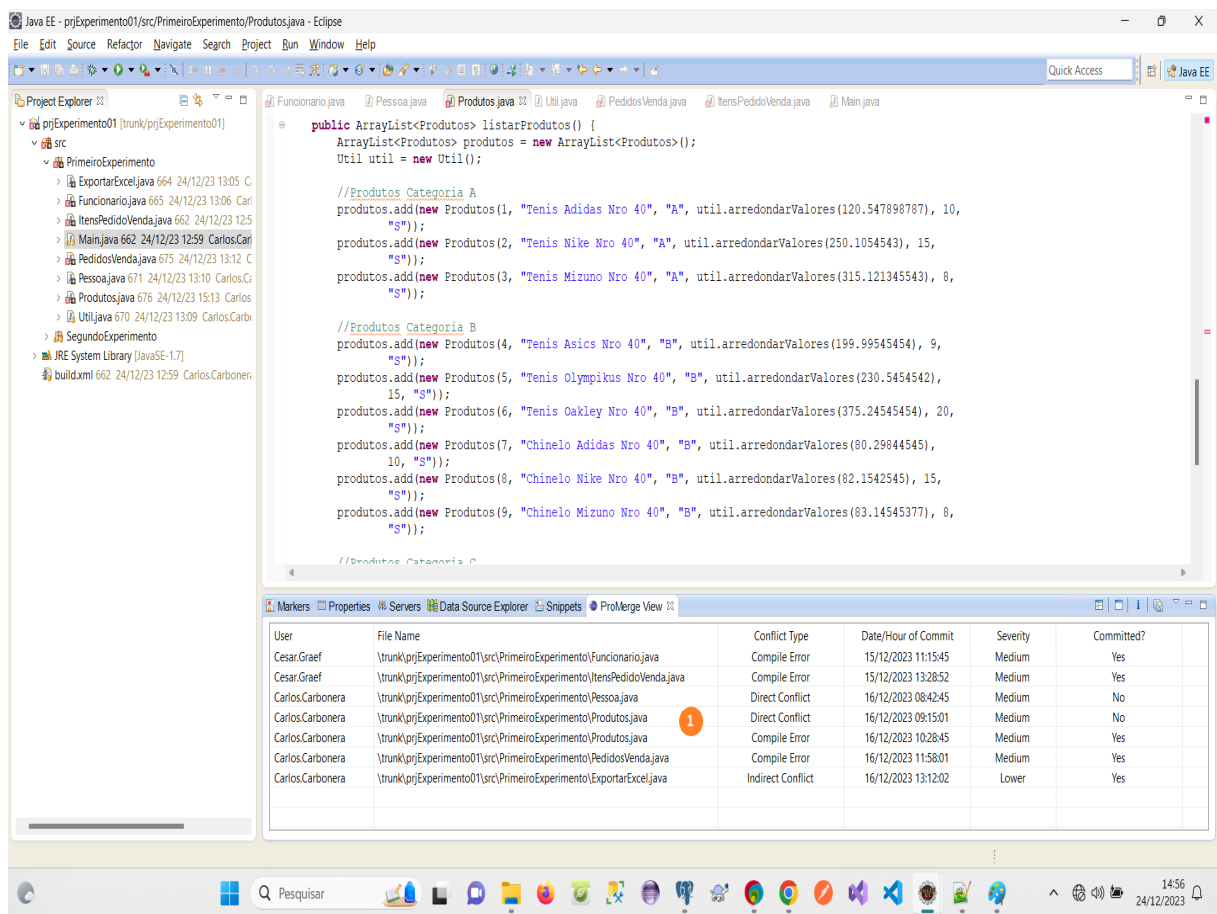 Java EE - prjExperimento01/src/PrimeiroExperimento/Produtos.java - Eclipse
File Edit Source Refactor Navigate Search Project Run Window Help
Quick Access Java EE
Project Explorer
Funcionario.java Pessoa.java Produtos.java Util.java PedidosVenda.java ItensPedidoVenda.java Main.java
prjExperimento01 [trunk/prjExperimento01]
src
PrimeiroExperimento
ExportarExcel.java 664 24/12/23 13:05 C
Funcionario.java 665 24/12/23 13:06 Carl
ItensPedidoVenda.java 662 24/12/23 12:5
Main.java 662 24/12/23 12:59 Carlos.Carl
PedidosVenda.java 675 24/12/23 13:12 C
Pessoa.java 671 24/12/23 13:10 Carlos.Ca
Produtos.java 676 24/12/23 15:13 Carlos
Util.java 670 24/12/23 13:09 Carlos.Carbo
SegundoExperimento
JRE System Library [JavaSE-1.7]
build.xml 662 24/12/23 12:59 Carlos.Carbonera
public ArrayList<Produtos> listarProdutos() {
ArrayList<Produtos> produtos = new ArrayList<Produtos>();
Util util = new Util();
//Produtos Categoria A
produtos.add(new Produtos(1, "Tenis Adidas Nro 40", "A", util.arredondarValores(120.547898787), 10,
"S"));
produtos.add(new Produtos(2, "Tenis Nike Nro 40", "A", util.arredondarValores(250.1054543), 15,
"S"));
produtos.add(new Produtos(3, "Tenis Mizuno Nro 40", "A", util.arredondarValores(315.121345543), 8,
"S"));
//Produtos Categoria B
produtos.add(new Produtos(4, "Tenis Asics Nro 40", "B", util.arredondarValores(199.99545454), 9,
"S"));
produtos.add(new Produtos(5, "Tenis Olympikus Nro 40", "B", util.arredondarValores(230.5454542),
15, "S"));
produtos.add(new Produtos(6, "Tenis Oakley Nro 40", "B", util.arredondarValores(375.24545454), 20,
"S"));
produtos.add(new Produtos(7, "Chinelo Adidas Nro 40", "B", util.arredondarValores(80.29844545),
10, "S"));
produtos.add(new Produtos(8, "Chinelo Nike Nro 40", "B", util.arredondarValores(82.1542545), 15,
"S"));
produtos.add(new Produtos(9, "Chinelo Mizuno Nro 40", "B", util.arredondarValores(83.14545377), 8,
"S"));
//Produtos Categoria C
Markers Properties Servers Data Source Explorer Snippets ProMerge View
User File Name Conflict Type Date/Hour of Commit Severity Committed?
Cesar.Graef \trunk\prjExperimento01\src\PrimeiroExperimento\Funcionario.java Compile Error 15/12/2023 11:15:45 Medium Yes
Cesar.Graef \trunk\prjExperimento01\src\PrimeiroExperimento\ItensPedidoVenda.java Compile Error 15/12/2023 13:28:52 Medium Yes
Carlos.Carbonera \trunk\prjExperimento01\src\PrimeiroExperimento\Pessoa.java Direct Conflict 16/12/2023 08:42:45 Medium No
Carlos.Carbonera \trunk\prjExperimento01\src\PrimeiroExperimento\Produtos.java 1 Direct Conflict 16/12/2023 09:15:01 Medium No
Carlos.Carbonera \trunk\prjExperimento01\src\PrimeiroExperimento\Produtos.java Compile Error 16/12/2023 10:28:45 Medium Yes
Carlos.Carbonera \trunk\prjExperimento01\src\PrimeiroExperimento\PedidosVenda.java Compile Error 16/12/2023 11:58:01 Medium Yes
Carlos.Carbonera \trunk\prjExperimento01\src\PrimeiroExperimento\ExportarExcel.java Indirect Conflict 16/12/2023 13:12:02 Lower Yes
Pesquisar
14:56
24/12/2023